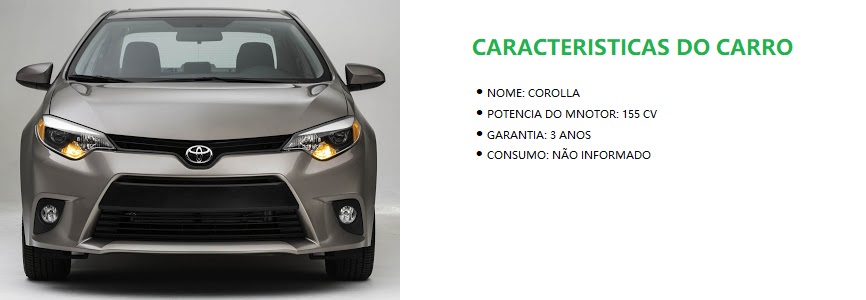 CARACTERISTICAS DO CARRO
• NOME: COROLLA
• POTENCIA DO MNOTOR: 155 CV
• GARANTIA: 3 ANOS
• CONSUMO: NÃO INFORMADO